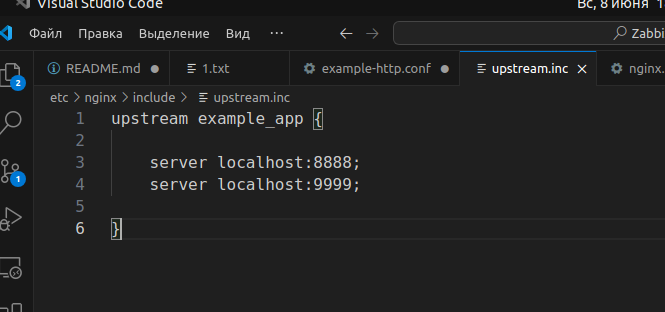 Visual Studio Code
Вс, 8 июня
Файл Правка Выделение Вид ···
Zabbi
README.md 1.txt example-http.conf upstream.inc nginx.
etc > nginx > include > upstream.inc
1 upstream example_app {
2
3 server localhost:8888;
4 server localhost:9999;
5
6 }
2
1